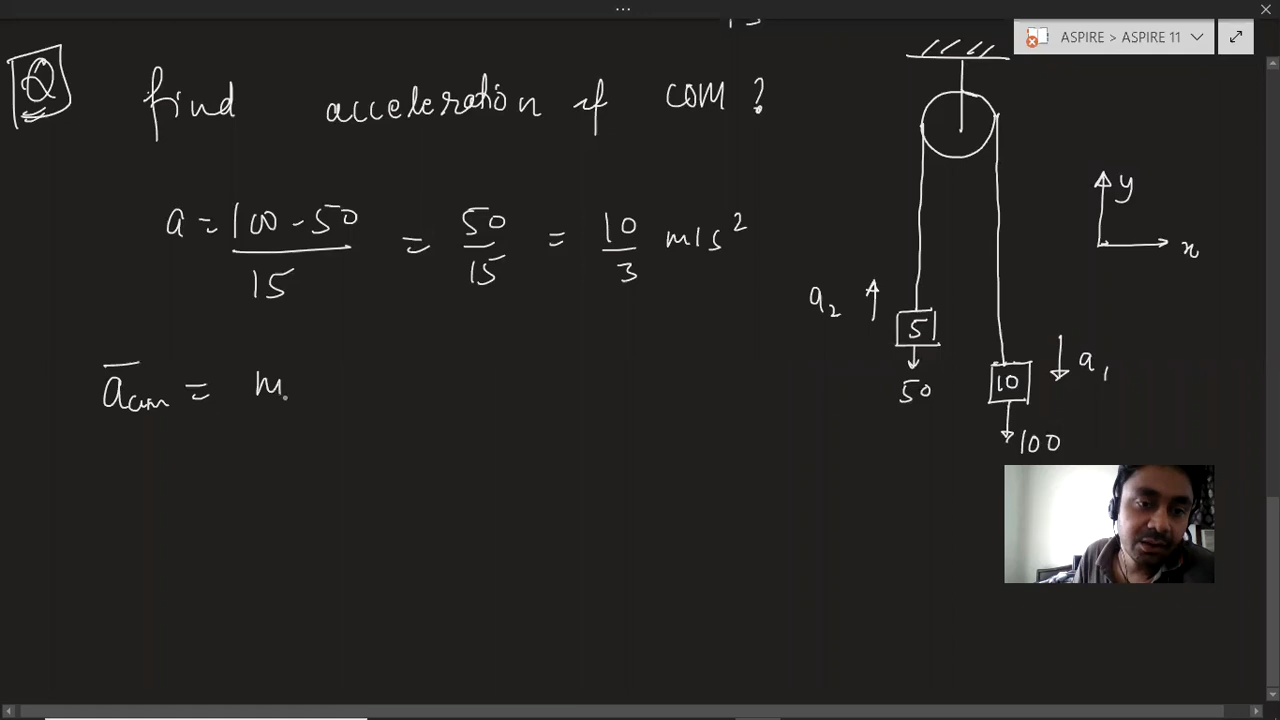 ASPIRE > ASPIRE 11
Q find acceleration of COM?
a = 100 - 50 / 15 = 50 / 15 = 10 / 3 m/s²
y
x
a₂
5
50
10
a₁
100
a̅cm = m